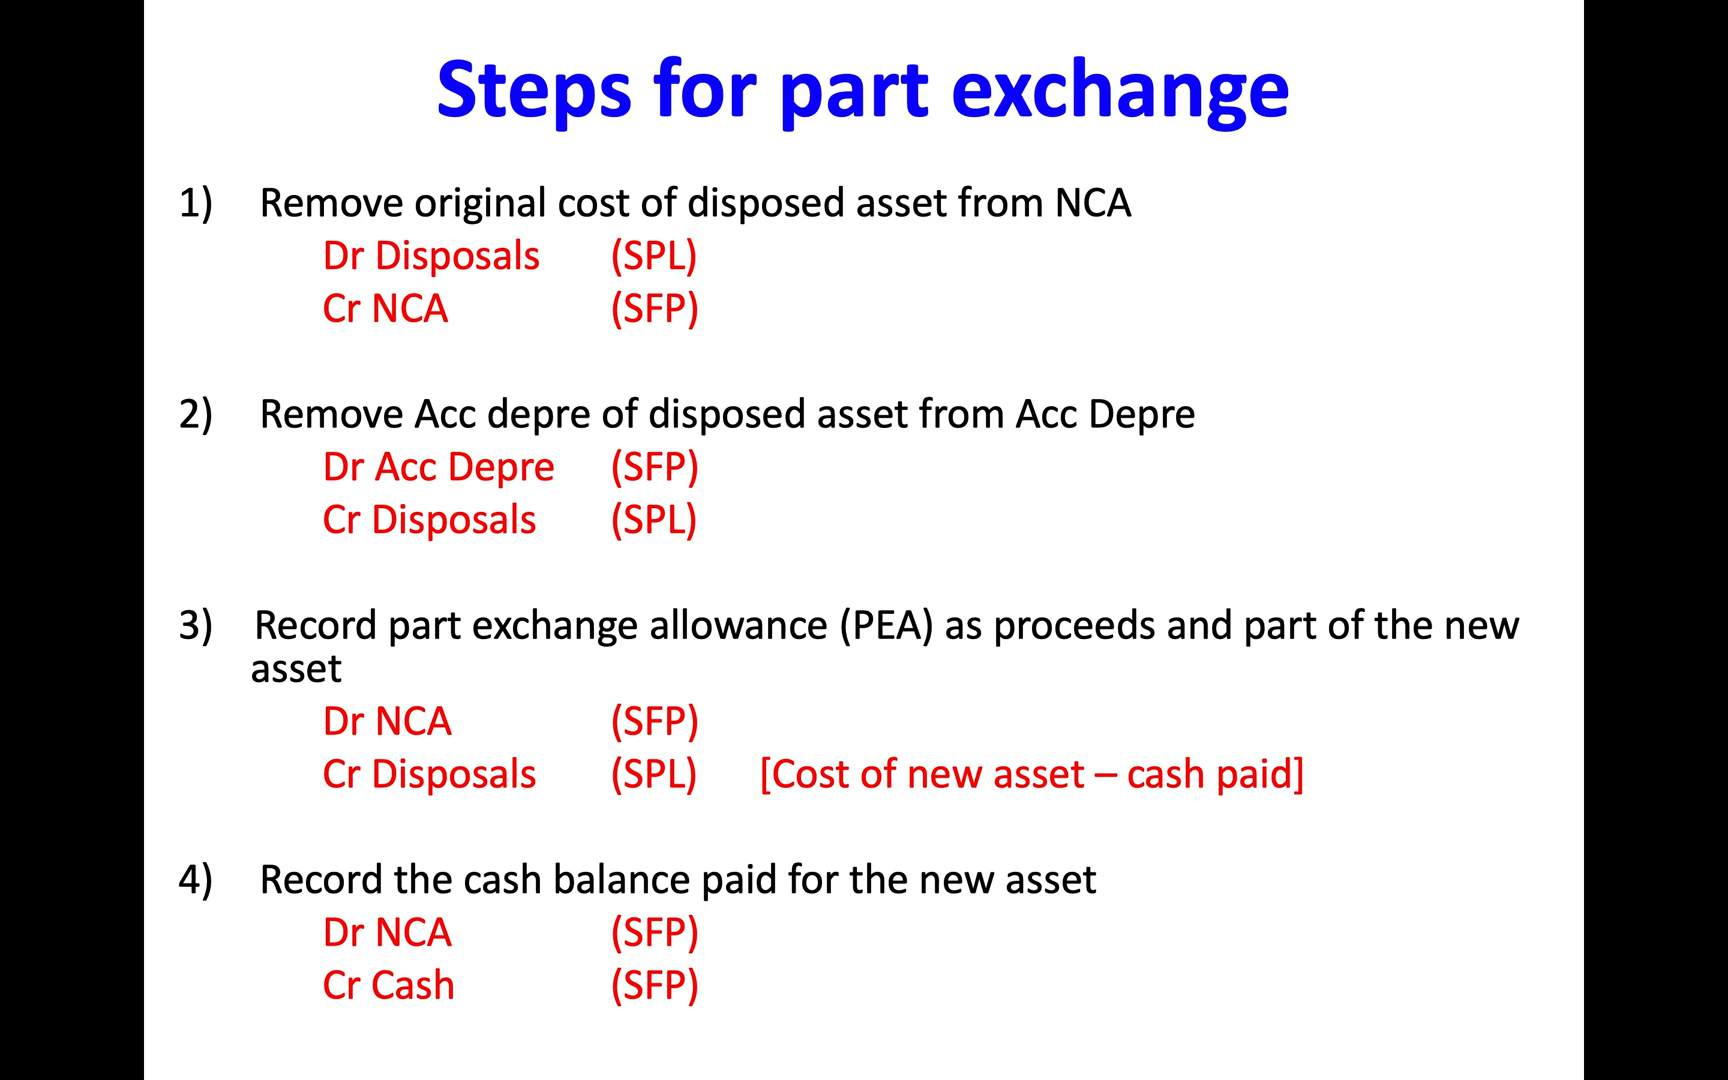 Steps for part exchange
1) Remove original cost of disposed asset from NCA
Dr Disposals (SPL)
Cr NCA (SFP)
2) Remove Acc depre of disposed asset from Acc Depre
Dr Acc Depre (SFP)
Cr Disposals (SPL)
3) Record part exchange allowance (PEA) as proceeds and part of the new
asset
Dr NCA (SFP)
Cr Disposals (SPL) [Cost of new asset – cash paid]
4) Record the cash balance paid for the new asset
Dr NCA (SFP)
Cr Cash (SFP)